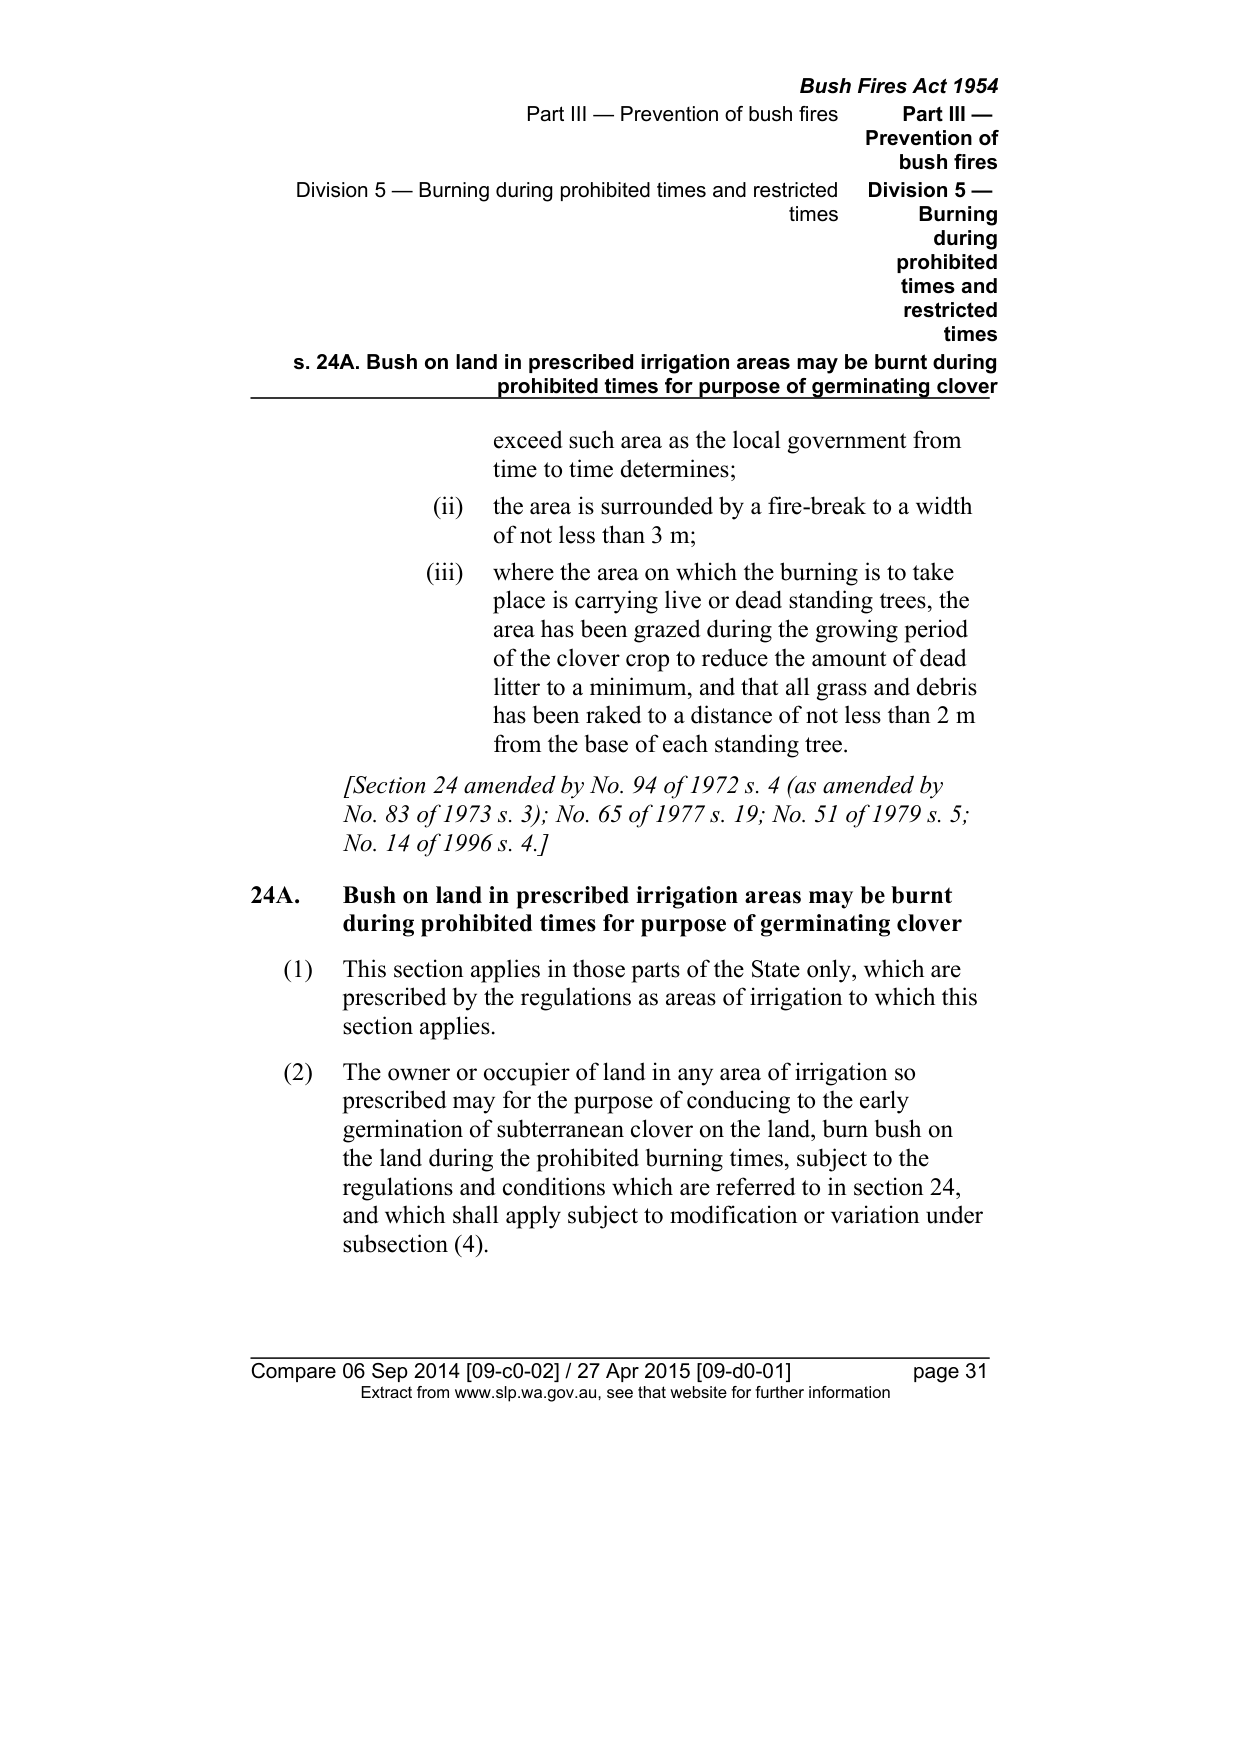 Bush Fires Act 1954
Part III — Prevention of bush fires Part III —
Prevention of
bush fires
Division 5 — Burning during prohibited times and restricted Division 5 —
times Burning
during
prohibited
times and
restricted
times
s. 24A. Bush on land in prescribed irrigation areas may be burnt during
prohibited times for purpose of germinating clover
exceed such area as the local government from
time to time determines;
(ii) the area is surrounded by a fire-break to a width
of not less than 3 m;
(iii) where the area on which the burning is to take
place is carrying live or dead standing trees, the
area has been grazed during the growing period
of the clover crop to reduce the amount of dead
litter to a minimum, and that all grass and debris
has been raked to a distance of not less than 2 m
from the base of each standing tree.
[Section 24 amended by No. 94 of 1972 s. 4 (as amended by
No. 83 of 1973 s. 3); No. 65 of 1977 s. 19; No. 51 of 1979 s. 5;
No. 14 of 1996 s. 4.]
24A. Bush on land in prescribed irrigation areas may be burnt
during prohibited times for purpose of germinating clover
(1) This section applies in those parts of the State only, which are
prescribed by the regulations as areas of irrigation to which this
section applies.
(2) The owner or occupier of land in any area of irrigation so
prescribed may for the purpose of conducing to the early
germination of subterranean clover on the land, burn bush on
the land during the prohibited burning times, subject to the
regulations and conditions which are referred to in section 24,
and which shall apply subject to modification or variation under
subsection (4).
Compare 06 Sep 2014 [09-c0-02] / 27 Apr 2015 [09-d0-01] page 31
Extract from www.slp.wa.gov.au, see that website for further information